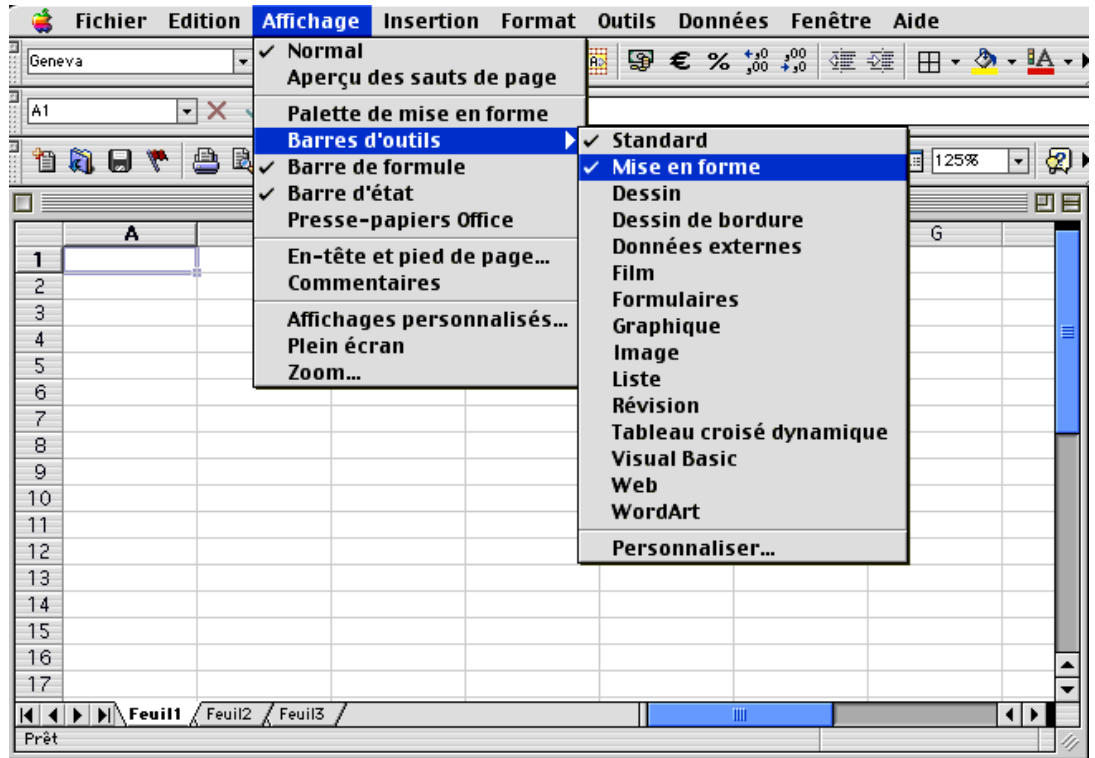 Fichier Edition Affichage Insertion Format Outils Données Fenêtre Aide
Geneva
€ % ,0 ,00 ,00 ,0 A
A1
125%
✓ Normal
Aperçu des sauts de page
Palette de mise en forme
Barres d'outils
✓ Barre de formule
✓ Barre d'état
Presse-papiers Office
En-tête et pied de page...
Commentaires
Affichages personnalisés...
Plein écran
Zoom...
✓ Standard
✓ Mise en forme
Dessin
Dessin de bordure
Données externes
Film
Formulaires
Graphique
Image
Liste
Révision
Tableau croisé dynamique
Visual Basic
Web
WordArt
Personnaliser...
A G
1
2
3
4
5
6
7
8
9
10
11
12
13
14
15
16
17
Feuil1 Feuil2 Feuil3
Prêt